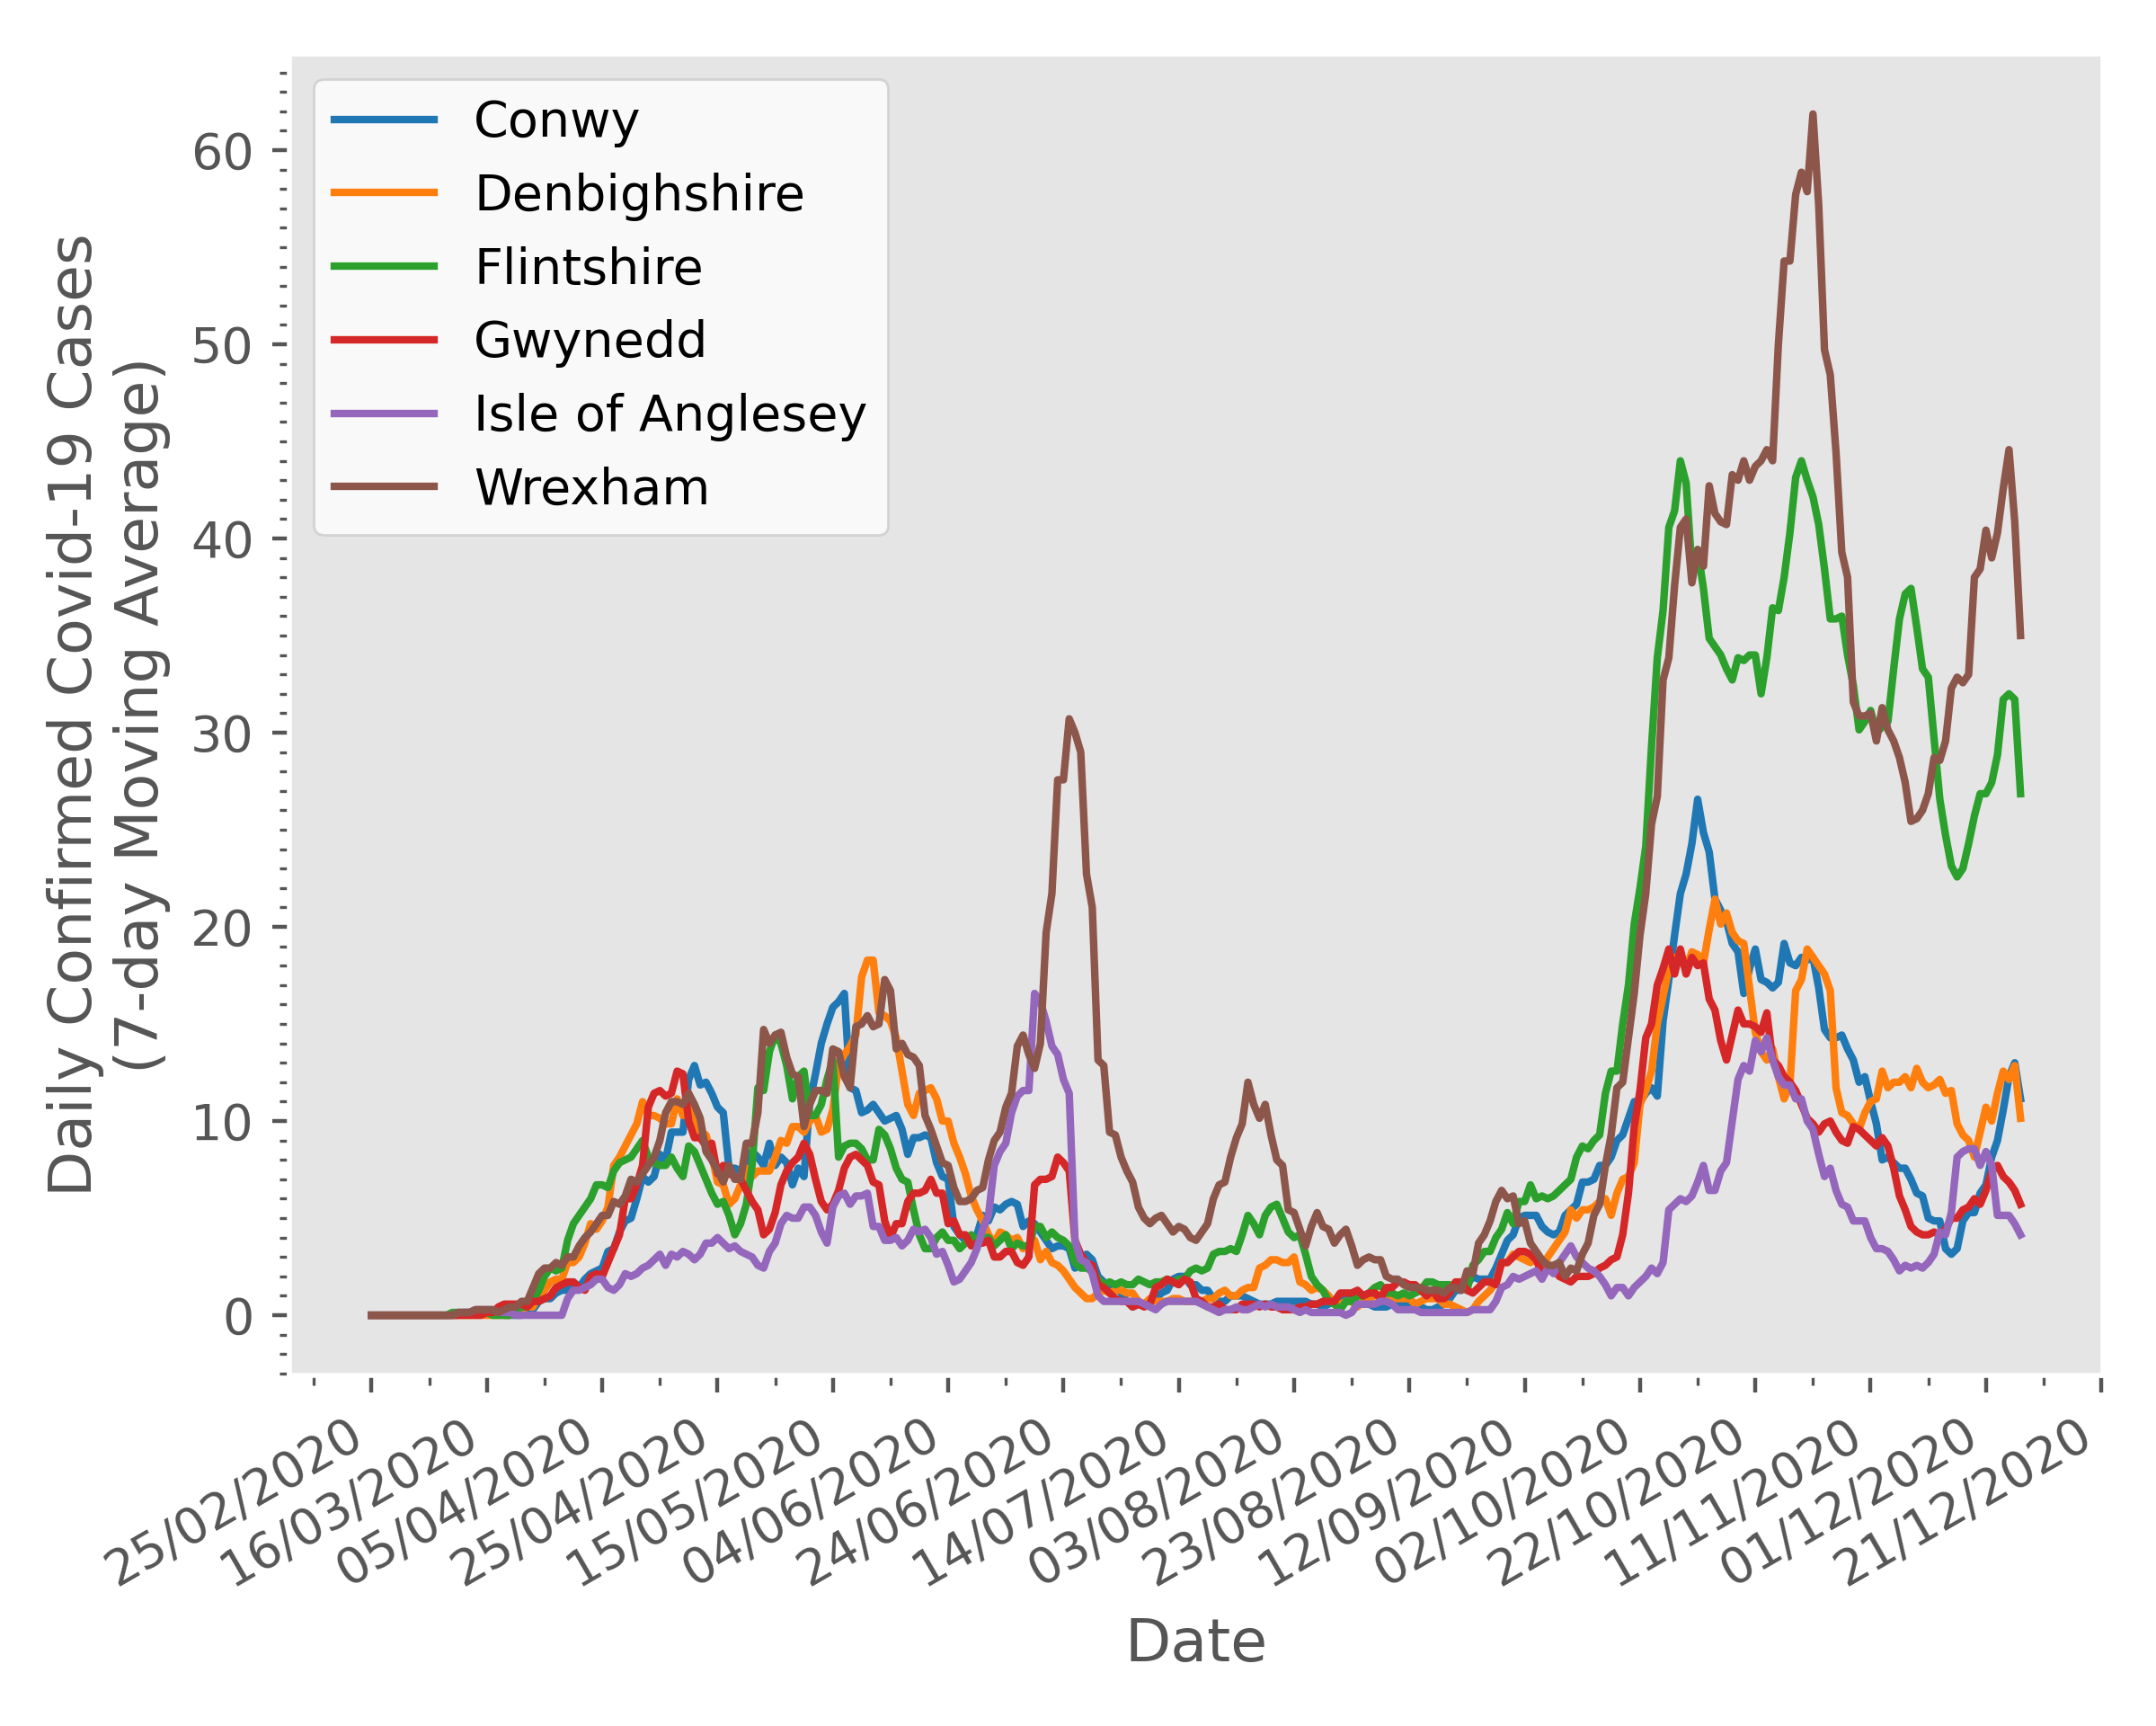 Daily Confirmed Covid-19 Cases
(7-day Moving Average)
60
50
40
30
20
10
0
Conwy
Denbighshire
Flintshire
Gwynedd
Isle of Anglesey
Wrexham
25/02/2020
16/03/2020
05/04/2020
25/04/2020
15/05/2020
04/06/2020
24/06/2020
14/07/2020
03/08/2020
23/08/2020
12/09/2020
02/10/2020
22/10/2020
11/11/2020
01/12/2020
21/12/2020
Date